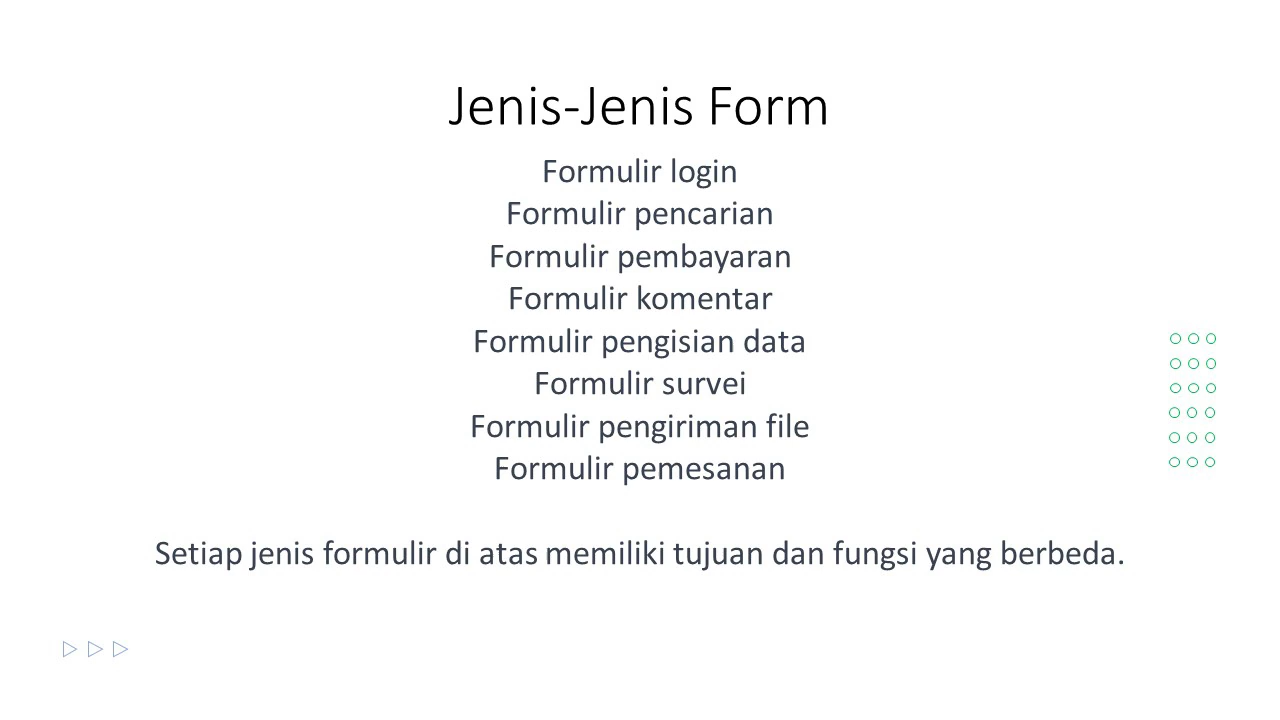 Jenis-Jenis Form
Formulir login
Formulir pencarian
Formulir pembayaran
Formulir komentar
Formulir pengisian data
Formulir survei
Formulir pengiriman file
Formulir pemesanan
Setiap jenis formulir di atas memiliki tujuan dan fungsi yang berbeda.